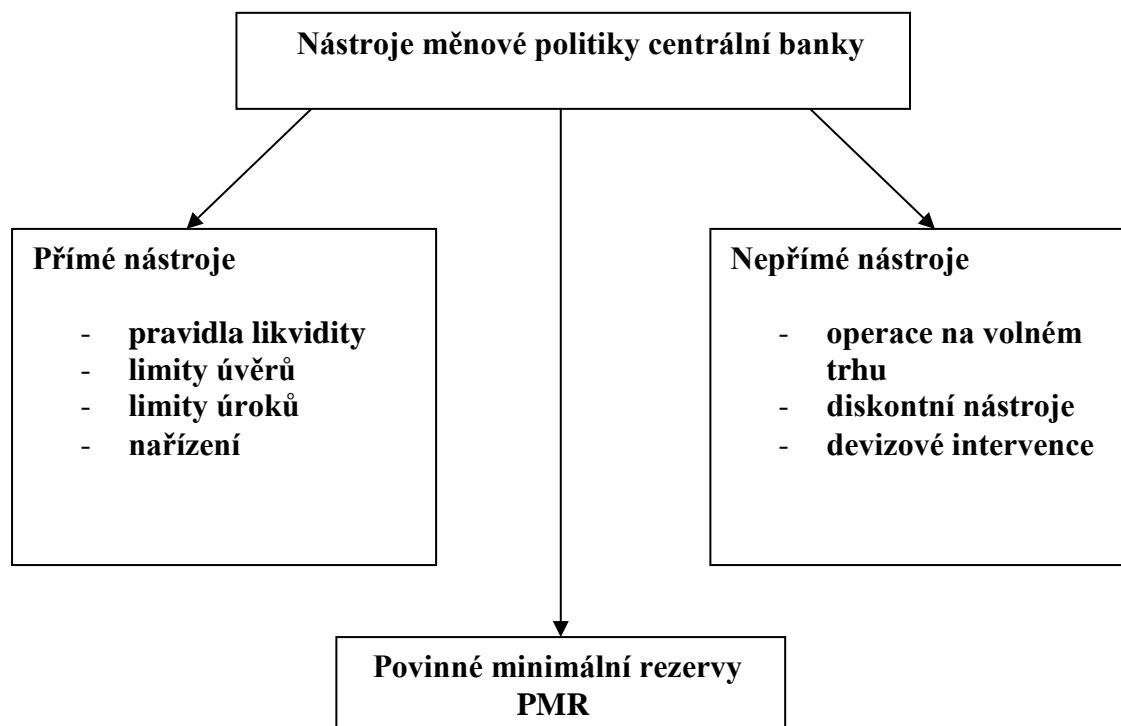 Nástroje měnové politiky centrální banky
Přímé nástroje
- pravidla likvidity
- limity úvěrů
- limity úroků
- nařízení
Nepřímé nástroje
- operace na volném
trhu
- diskontní nástroje
- devizové intervence
Povinné minimální rezervy
PMR